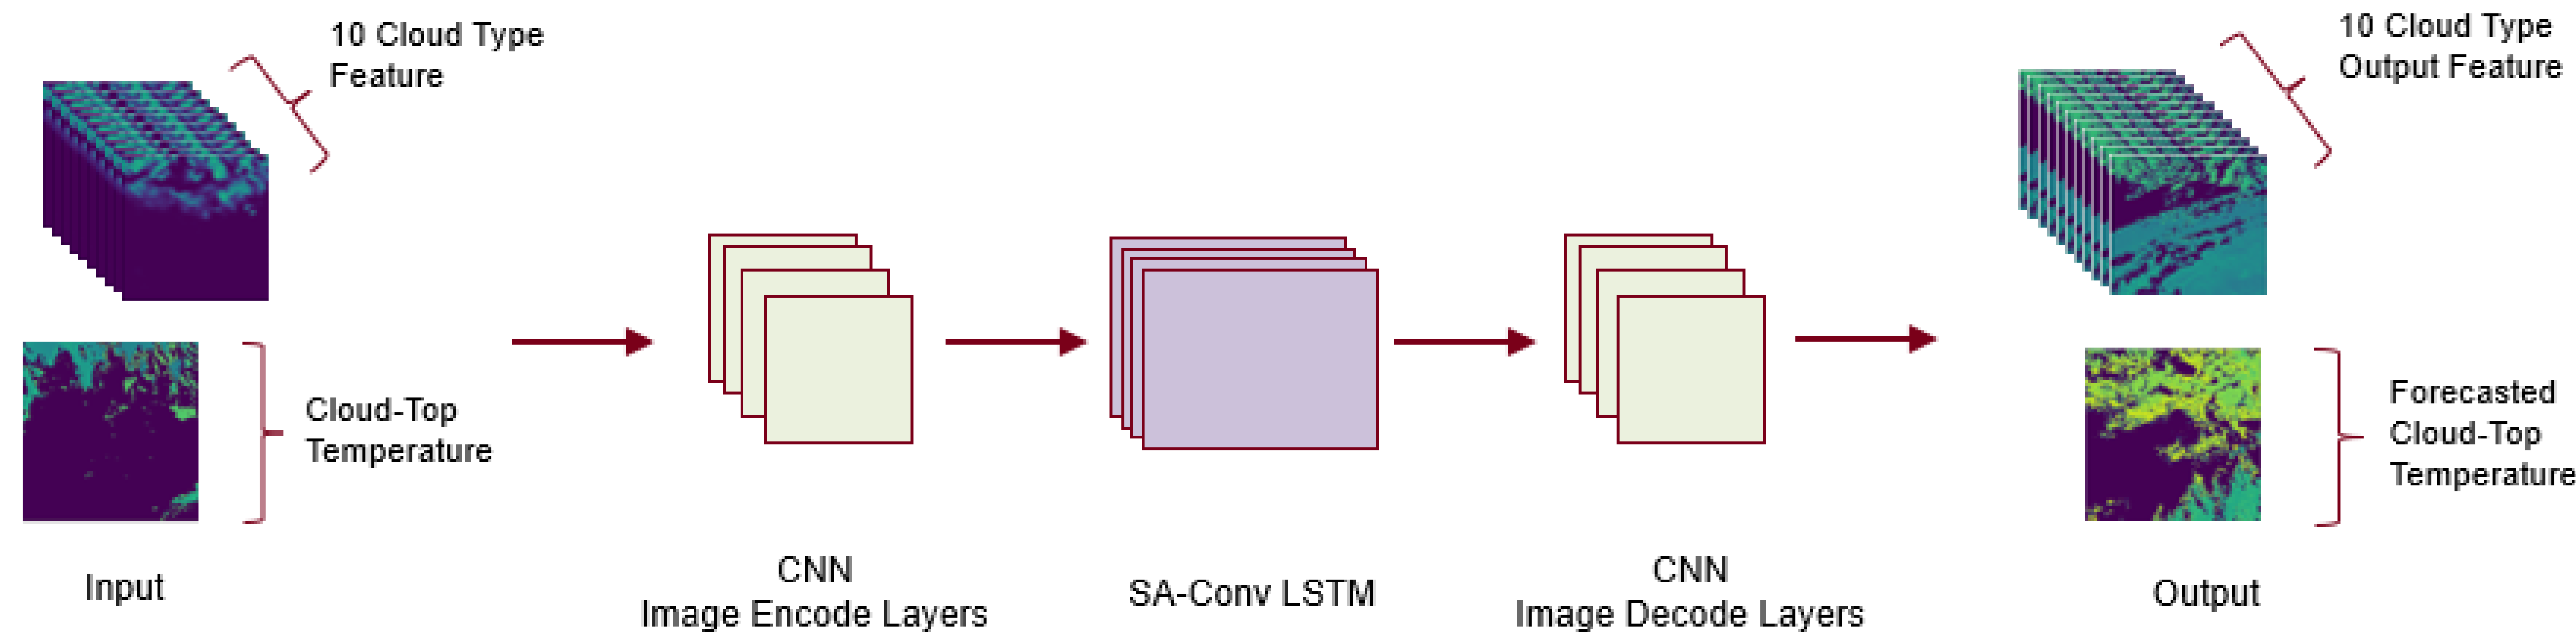 10 Cloud Type
Feature
Cloud-Top
Temperature
Input
CNN
Image Encode Layers
SA-Conv LSTM
CNN
Image Decode Layers
10 Cloud Type
Output Feature
Forecasted
Cloud-Top
Temperature
Output